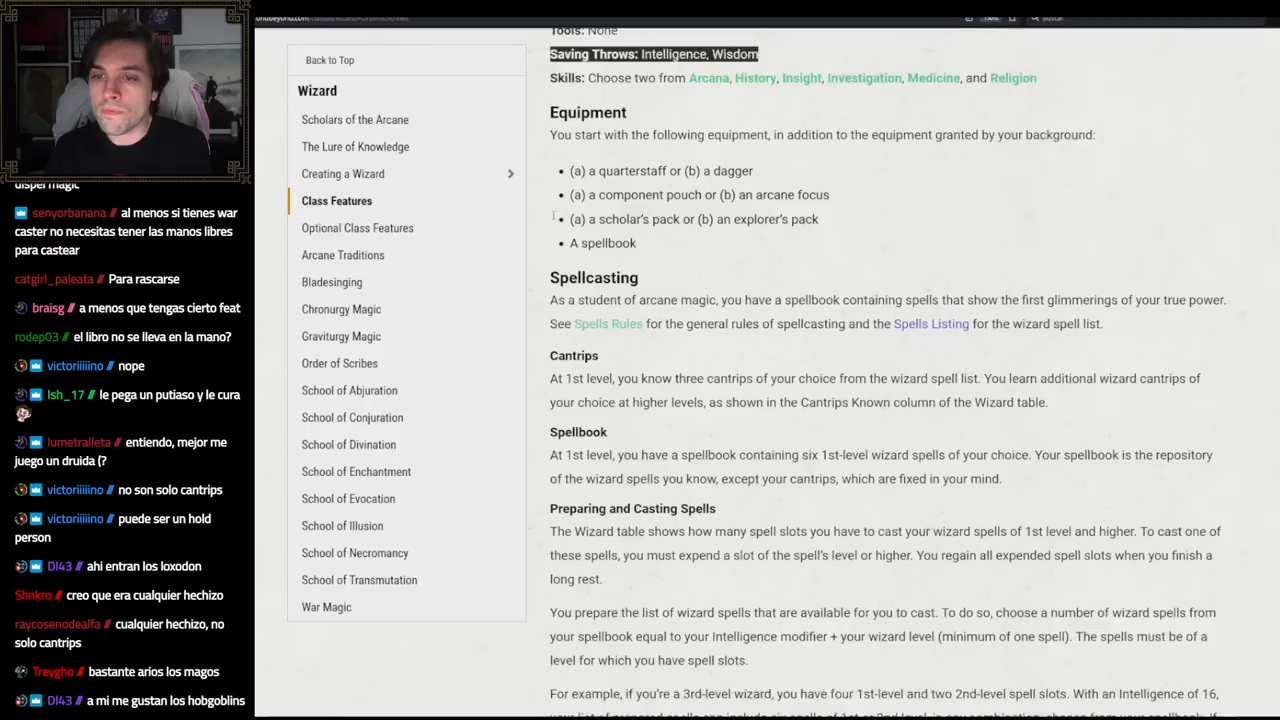 Tools: None
Saving Throws: Intelligence, Wisdom
Skills: Choose two from Arcana, History, Insight, Investigation, Medicine, and Religion
Equipment
You start with the following equipment, in addition to the equipment granted by your background:
• (a) a quarterstaff or (b) a dagger
• (a) a component pouch or (b) an arcane focus
• (a) a scholar's pack or (b) an explorer's pack
• A spellbook
Spellcasting
As a student of arcane magic, you have a spellbook containing spells that show the first glimmerings of your true power.
See Spells Rules for the general rules of spellcasting and the Spells Listing for the wizard spell list.
Cantrips
At 1st level, you know three cantrips of your choice from the wizard spell list. You learn additional wizard cantrips of
your choice at higher levels, as shown in the Cantrips Known column of the Wizard table.
Spellbook
At 1st level, you have a spellbook containing six 1st-level wizard spells of your choice. Your spellbook is the repository
of the wizard spells you know, except your cantrips, which are fixed in your mind.
Preparing and Casting Spells
The Wizard table shows how many spell slots you have to cast your wizard spells of 1st level and higher. To cast one of
these spells, you must expend a slot of the spell's level or higher. You regain all expended spell slots when you finish a
long rest.
You prepare the list of wizard spells that are available for you to cast. To do so, choose a number of wizard spells from
your spellbook equal to your Intelligence modifier + your wizard level (minimum of one spell). The spells must be of a
level for which you have spell slots.
For example, if you're a 3rd-level wizard, you have four 1st-level and two 2nd-level spell slots. With an Intelligence of 16,
Back to Top
Wizard
Scholars of the Arcane
The Lure of Knowledge
Creating a Wizard
Class Features
Optional Class Features
Arcane Traditions
Bladesinging
Chronurgy Magic
Graviturgy Magic
Order of Scribes
School of Abjuration
School of Conjuration
School of Divination
School of Enchantment
School of Evocation
School of Illusion
School of Necromancy
School of Transmutation
War Magic
dispel magic
senyorbanana // al menos si tienes war
caster no necesitas tener las manos libres
para castear
catgirl_paleata // Para rascarse
braisg // a menos que tengas cierto feat
rodep03 // el libro no se lleva en la mano?
victoriiiiino // nope
lsh_17 // le pega un putiaso y le cura
lumetralleta // entiendo, mejor me
juego un druida (?
victoriiiiino // no son solo cantrips
victoriiiiino // puede ser un hold
person
Dl43 // ahi entran los loxodon
Shnkro // creo que era cualquier hechizo
raycosenodealfa // cualquier hechizo, no
solo cantrips
Treygho // bastante arios los magos
Dl43 // a mi me gustan los hobgoblins